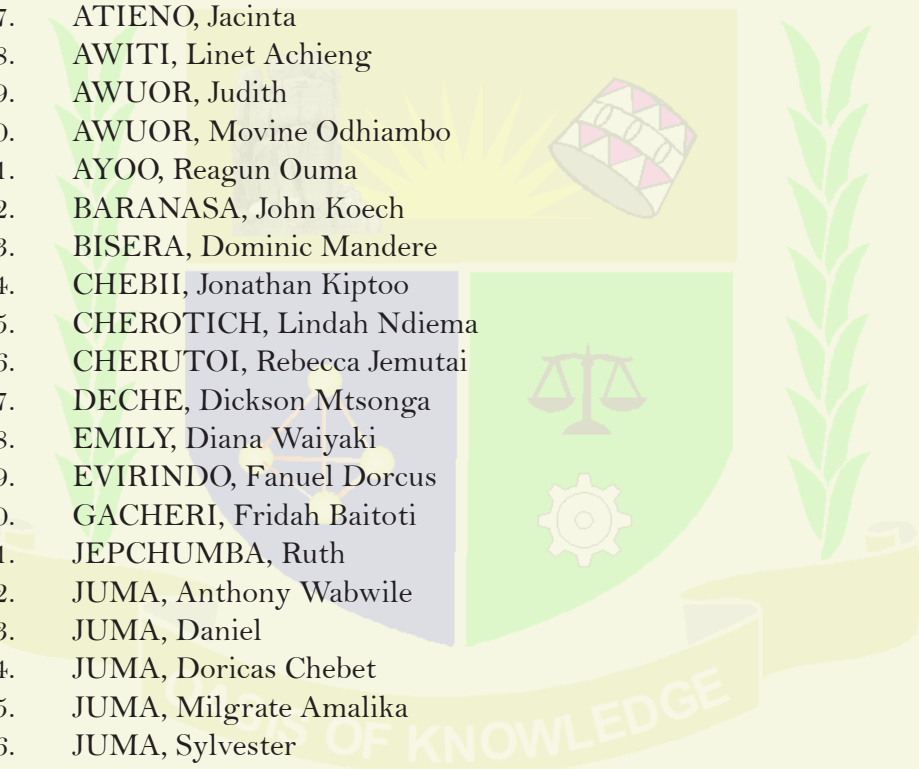 7. ATIENO, Jacinta
8. AWITI, Linet Achieng
9. AWUOR, Judith
0. AWUOR, Movine Odhiambo
1. AYOO, Reagun Ouma
2. BARANASA, John Koech
3. BISERA, Dominic Mandere
4. CHEBII, Jonathan Kiptoo
5. CHEROTICH, Lindah Ndiema
6. CHERUTOI, Rebecca Jemutai
7. DECHE, Dickson Mtsonga
8. EMILY, Diana Waiyaki
9. EVIRINDO, Fanuel Dorcus
0. GACHERI, Fridah Baitoti
1. JEPCHUMBA, Ruth
2. JUMA, Anthony Wabwile
3. JUMA, Daniel
4. JUMA, Doricas Chebet
5. JUMA, Milgrate Amalika
6. JUMA, Sylvester
OASIS OF KNOWLEDGE